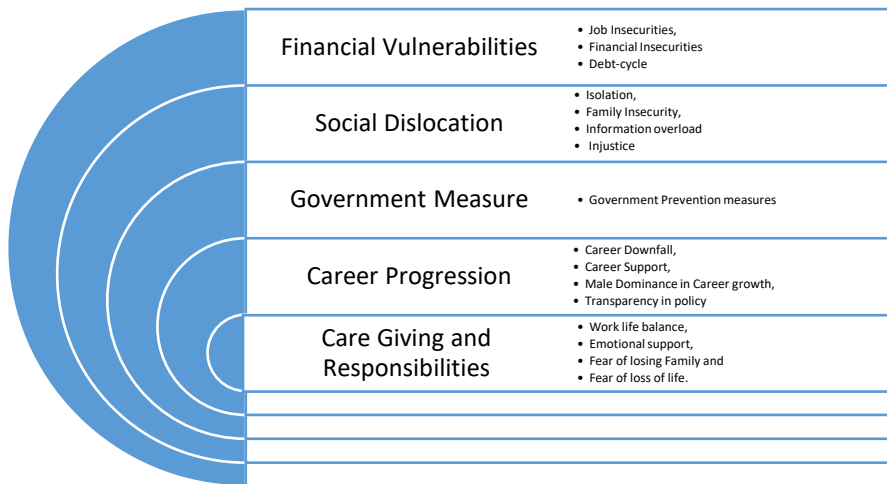 Financial Vulnerabilities
• Job Insecurities,
• Financial Insecurities
• Debt-cycle
Social Dislocation
• Isolation,
• Family Insecurity,
• Information overload
• Injustice
Government Measure
• Government Prevention measures
Career Progression
• Career Downfall,
• Career Support,
• Male Dominance in Career growth,
• Transparency in policy
Care Giving and
Responsibilities
• Work life balance,
• Emotional support,
• Fear of losing Family and
• Fear of loss of life.